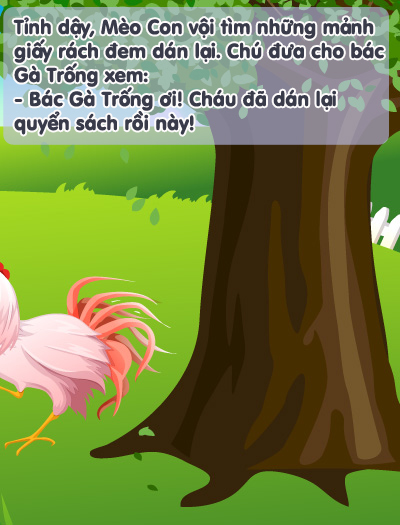 Tỉnh dậy, Mèo Con vội tìm những mảnh
giấy rách đem dán lại. Chú đưa cho bác
Gà Trống xem:
- Bác Gà Trống ơi! Cháu đã dán lại
quyển sách rồi này!